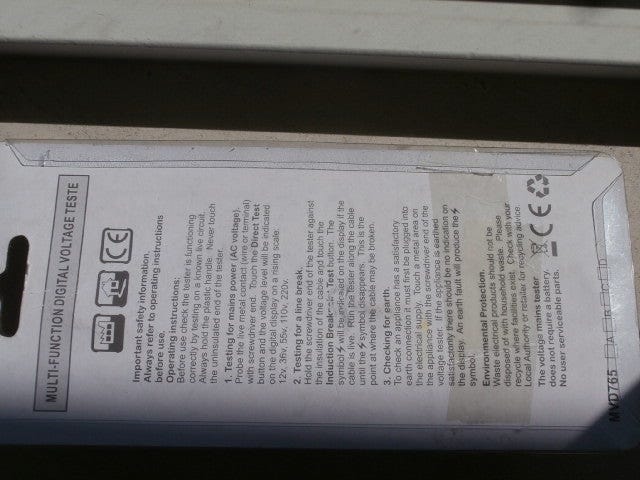 MULTI-FUNCTION DIGITAL VOLTAGE TESTE
CE
Important safety information.
Always refer to operating instructions
before use.
Operating instructions:
Before use check the tester is functioning
correctly by testing on a known live circuit.
Always hold the plastic handle. Never touch
the uninsulated end of the tester.
1. Testing for mains power (AC voltage).
Probe the live metal contact (wire or terminal)
with screwdriver end. Touch the Direct Test
button and the voltage level will be indicated
on the digital display on a rising scale:
12v, 36v, 55v, 110v, 220v.
2. Testing for a line break.
Hold the screwdriver end of the tester against
the insulation of the cable and touch the
Induction Break Test button. The
symbol will be indicated on the display if the
cable is live. Run tester along the cable
until the symbol disappears. This is the
point at where the cable may be broken.
3. Checking for earth.
To check an appliance has a satisfactory
earth connection it must first be plugged into
the electrical supply. Touch a metal area on
the appliance with the screwdriver end of the
voltage tester. If the appliance is earthed
satisfactorily there should be no indication on
the display. An earth fault will produce the
symbol.
Environmental Protection.
Waste electrical products should not be
disposed of with household waste. Please
recycle where facilities exist. Check with your
Local Authority or retailer for recycling advice.
The voltage mains tester
does not require a battery.
No user serviceable parts.
CE
MVD765